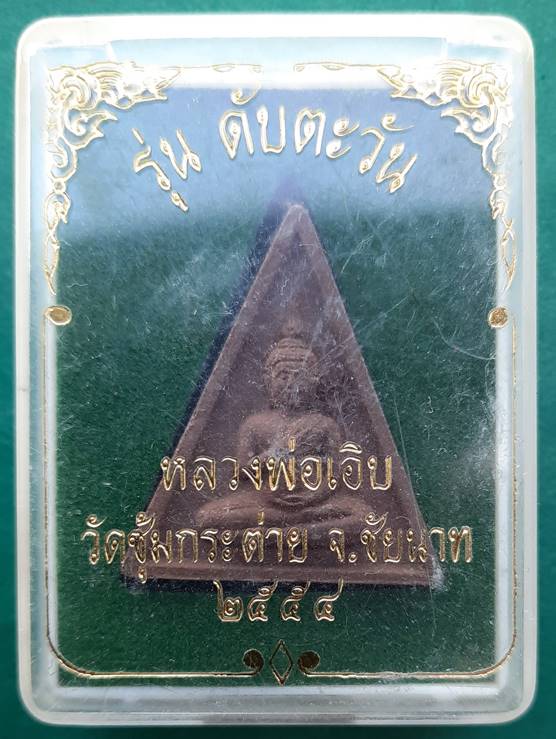 รุ่น ดับตะวัน
หลวงพ่อเอิบ
วัดซุ้มกระต่าย จ.ชัยนาท
๒๕๕๔